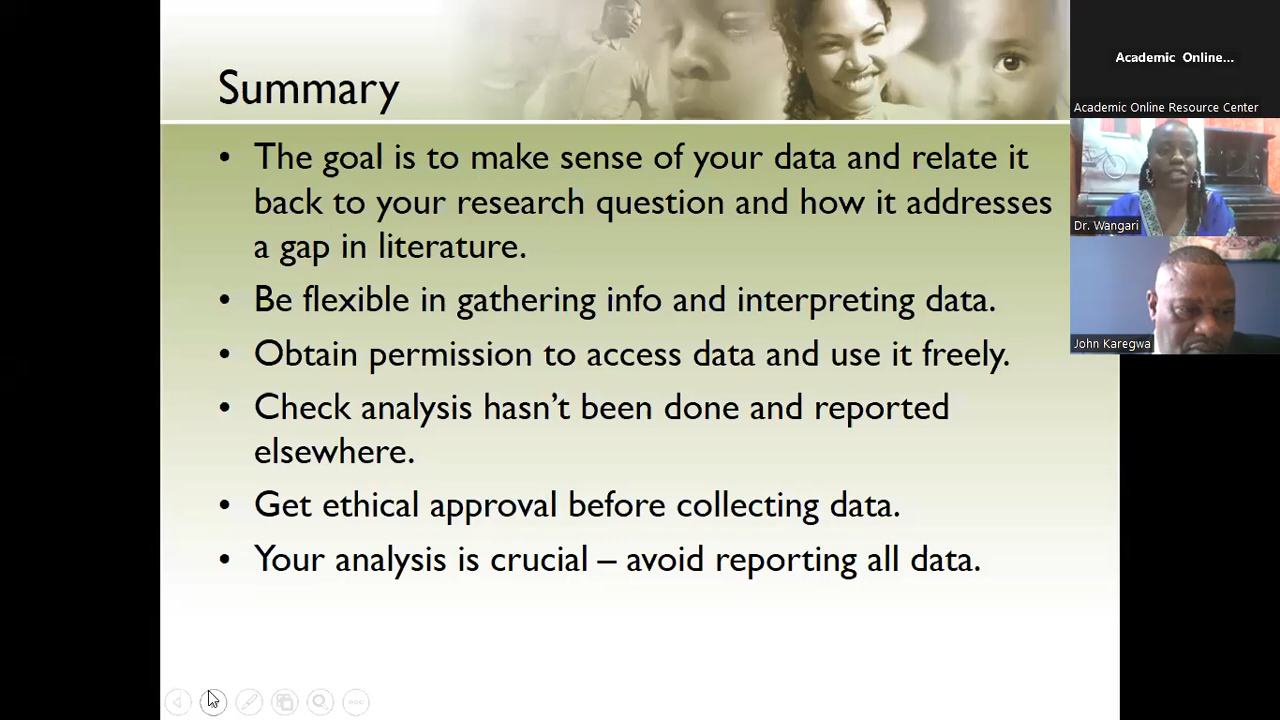 Summary
• The goal is to make sense of your data and relate it
back to your research question and how it addresses
a gap in literature.
• Be flexible in gathering info and interpreting data.
• Obtain permission to access data and use it freely.
• Check analysis hasn’t been done and reported
elsewhere.
• Get ethical approval before collecting data.
• Your analysis is crucial – avoid reporting all data.
Academic Online...
Academic Online Resource Center
Dr. Wangari
John Karegwa